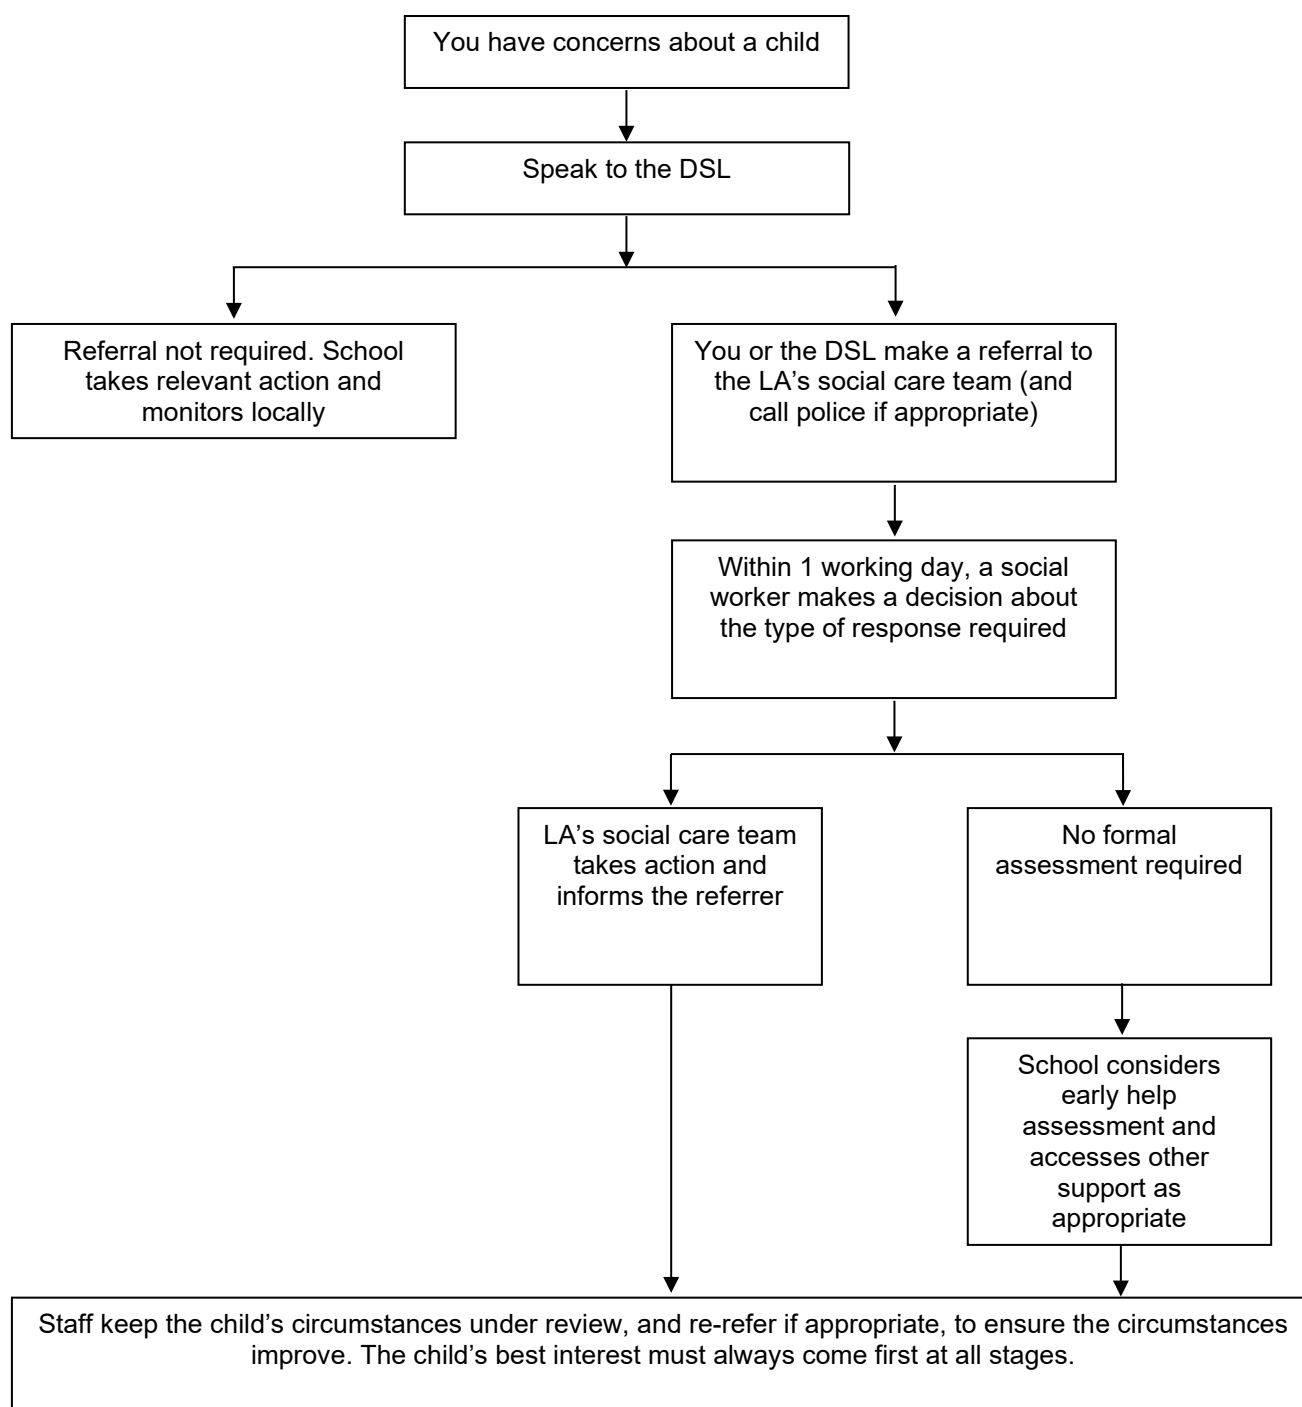 You have concerns about a child
Speak to the DSL
Referral not required. School
takes relevant action and
monitors locally
You or the DSL make a referral to
the LA’s social care team (and
call police if appropriate)
Within 1 working day, a social
worker makes a decision about
the type of response required
LA’s social care team
takes action and
informs the referrer
No formal
assessment required
School considers
early help
assessment and
accesses other
support as
appropriate
Staff keep the child’s circumstances under review, and re-refer if appropriate, to ensure the circumstances
improve. The child’s best interest must always come first at all stages.